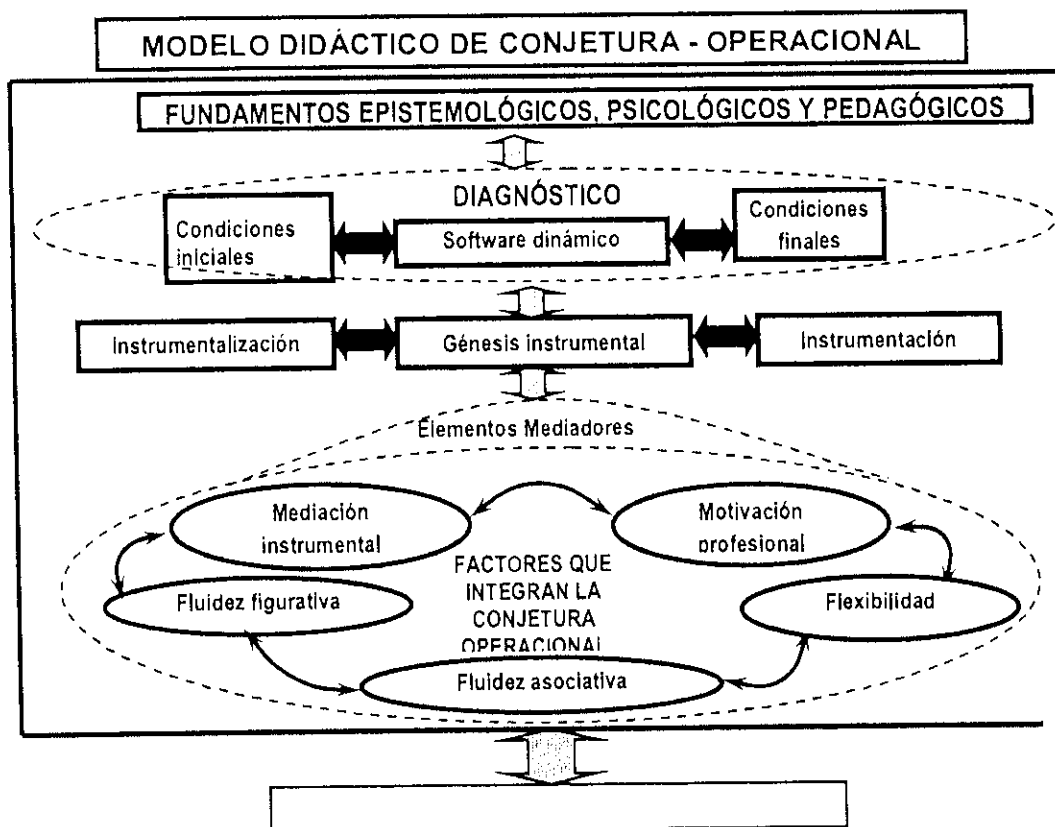 MODELO DIDÁCTICO DE CONJETURA - OPERACIONAL
FUNDAMENTOS EPISTEMOLÓGICOS, PSICOLÓGICOS Y PEDAGÓGICOS
DIAGNÓSTICO
Condiciones
iniciales
Software dinámico
Condiciones
finales
Instrumentalización
Génesis instrumental
Instrumentación
Elementos Mediadores
Mediación
instrumental
Motivación
profesional
FACTORES QUE
INTEGRAN LA
CONJETURA
OPERACIONAL
Fluidez figurativa
Flexibilidad
Fluidez asociativa